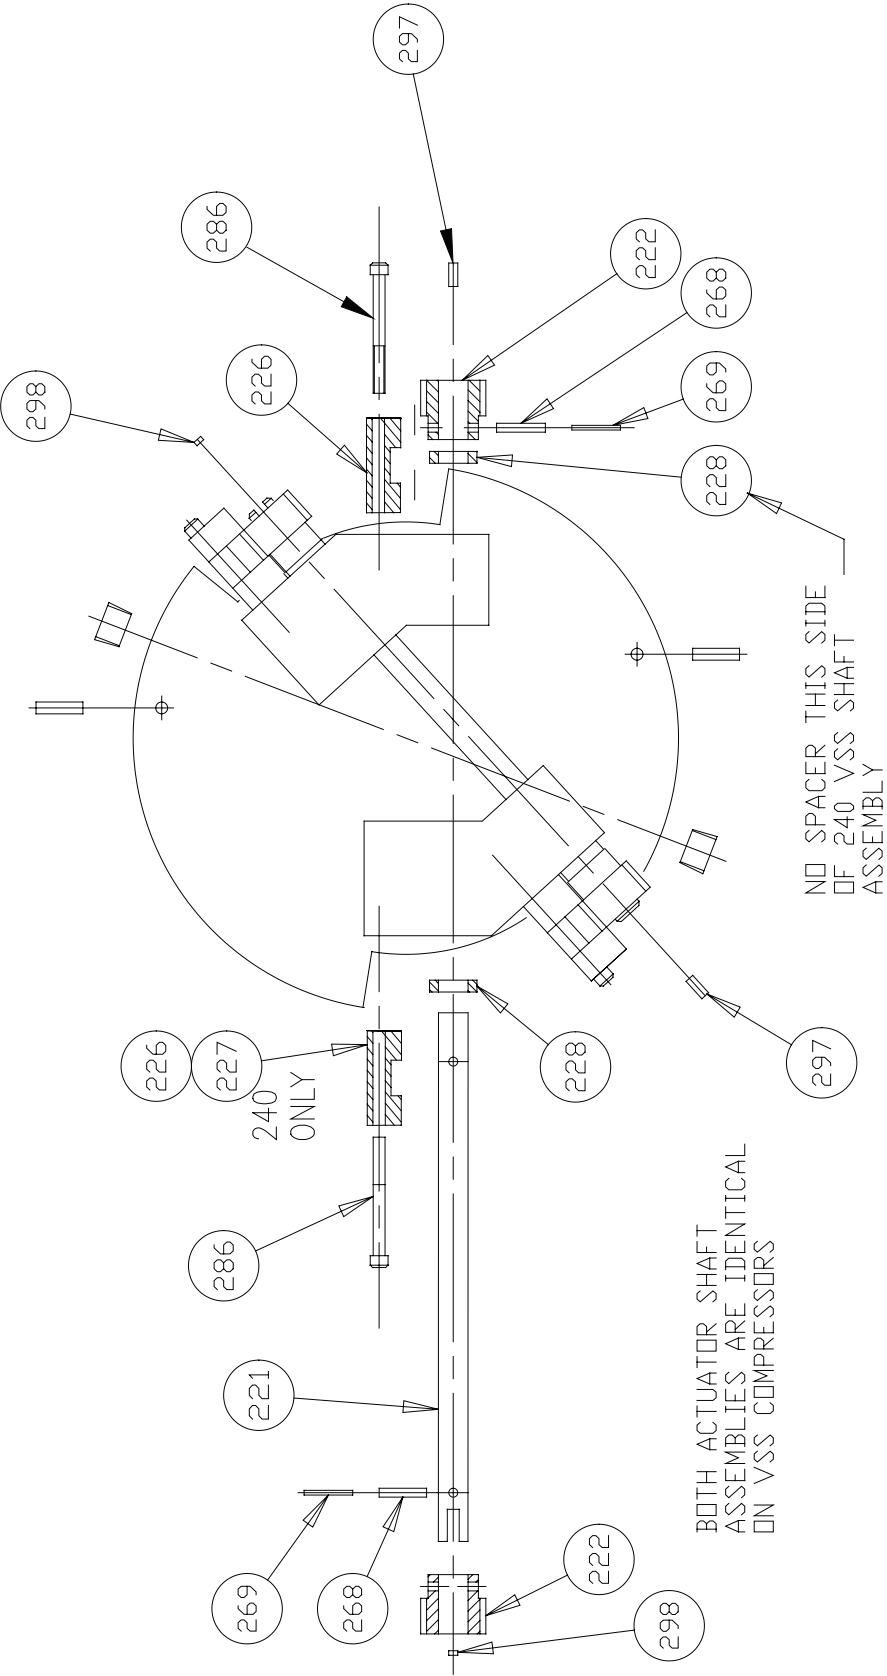 298
226
286
227
286
269
221
226
240
ONLY
268
297
228
222
222
298
228
269
268
BOTH ACTUATOR SHAFT
ASSEMBLIES ARE IDENTICAL
ON VSS COMPRESSORS
297
NO SPACER THIS SIDE
OF 240 VSS SHAFT
ASSEMBLY